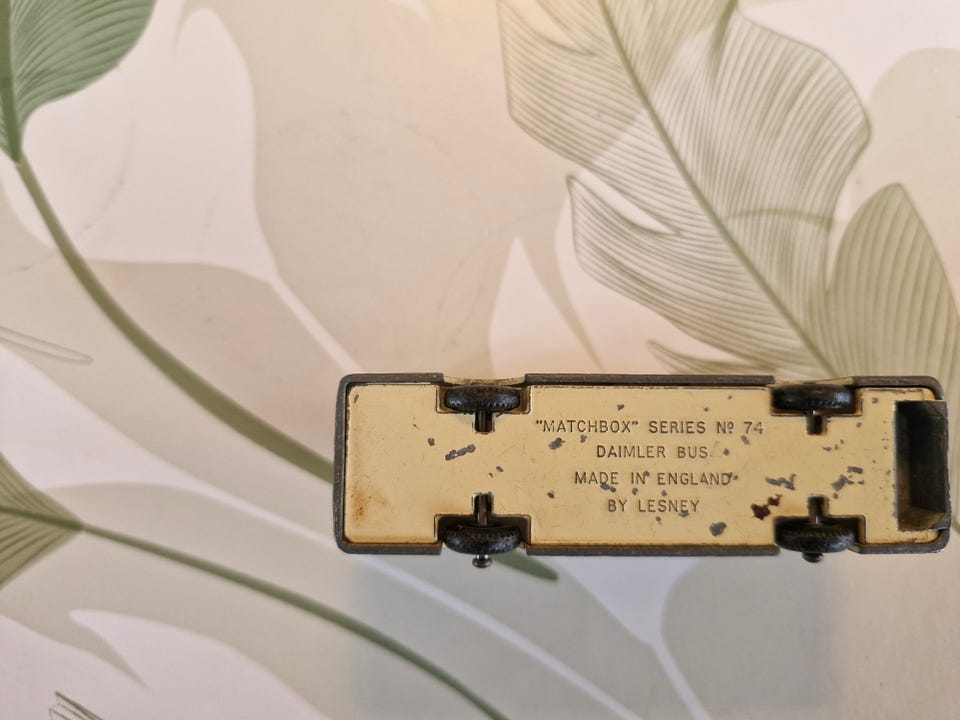 "MATCHBOX" SERIES Nº 74
DAIMLER BUS
MADE IN ENGLAND
BY LESNEY